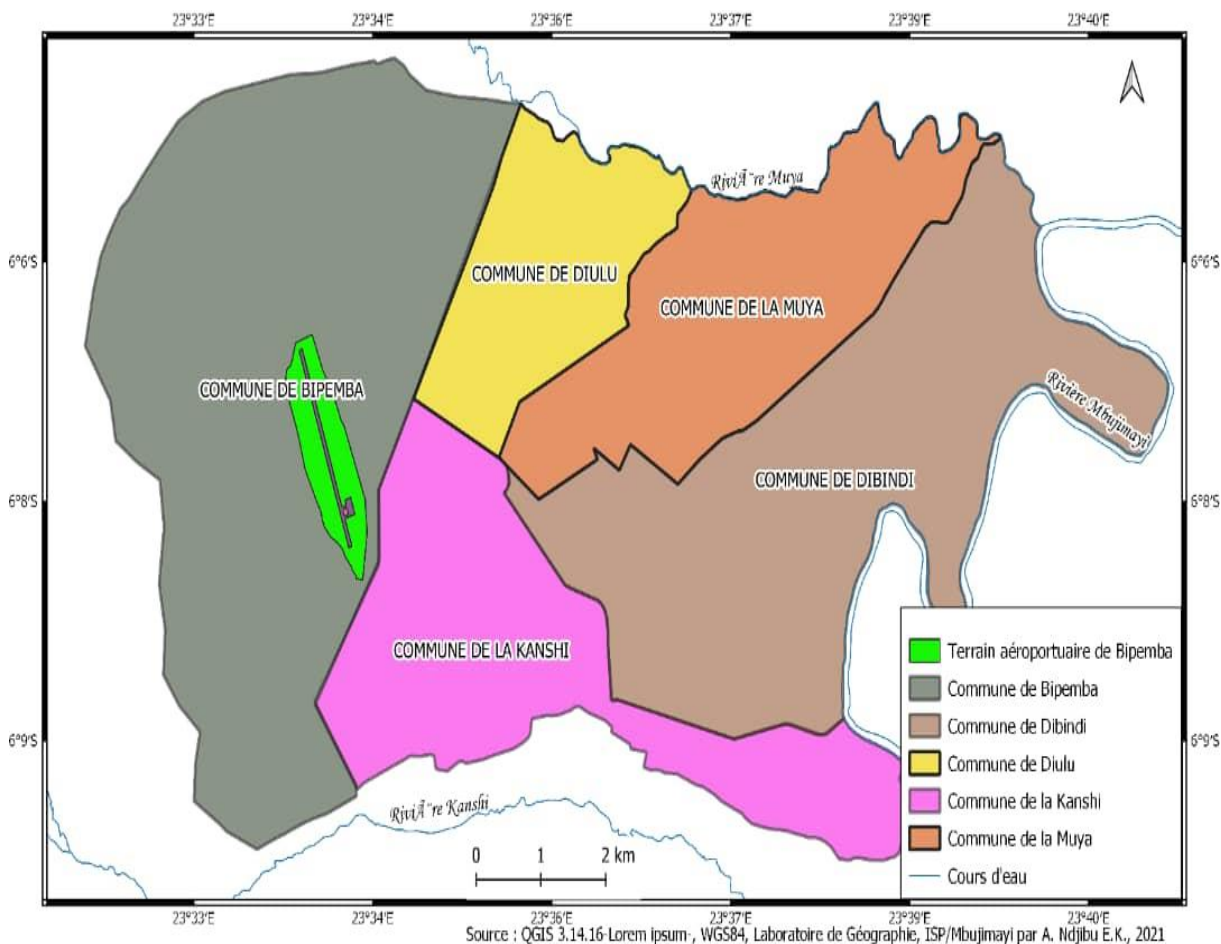 23°33'E 23°34'E 23°36'E 23°37'E 23°39'E 23°40'E
RiviÃ¨re Muya
6°6'S 6°6'S
COMMUNE DE DIULU
COMMUNE DE LA MUYA
COMMUNE DE BIPEMBA
Rivière Mbujimayi
COMMUNE DE DIBINDI
6°8'S 6°8'S
COMMUNE DE LA KANSHI
6°9'S 6°9'S
RiviÃ¨re Kanshi
0 1 2 km
Terrain aéroportuaire de Bipemba
Commune de Bipemba
Commune de Dibindi
Commune de Diulu
Commune de la Kanshi
Commune de la Muya
Cours d'eau
23°33'E 23°34'E 23°36'E 23°37'E 23°39'E 23°40'E
Source : QGIS 3.14.16-Lorem ipsum-, WGS84, Laboratoire de Géographie, ISP/Mbujimayi par A. Ndjibu E.K., 2021